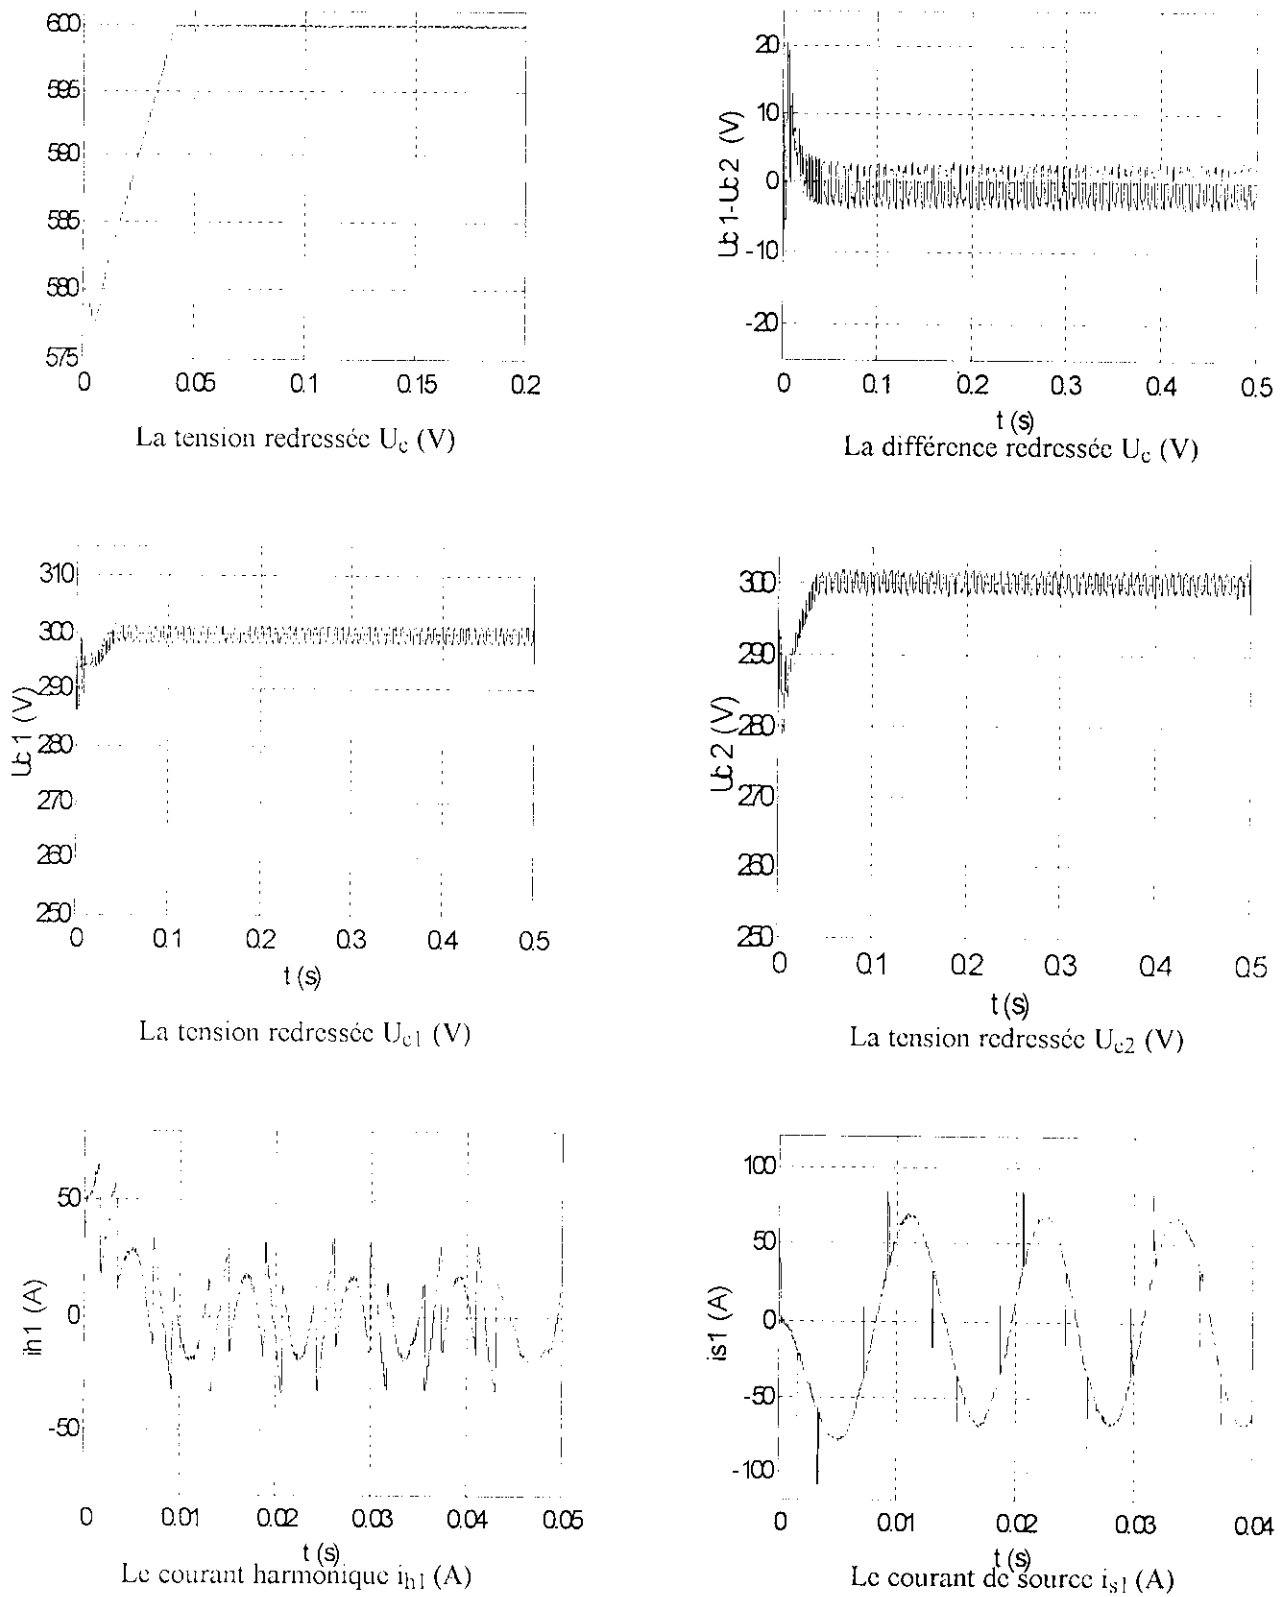 600
595
590
585
580
575
0 0.05 0.1 0.15 0.2
La tension redressée Uc (V)
20
10
0
-10
-20
Uc1-Uc2 (V)
0 0.1 0.2 0.3 0.4 0.5
t (s)
La différence redressée Uc (V)
310
300
290
280
270
260
250
Uc1 (V)
0 0.1 0.2 0.3 0.4 0.5
t (s)
La tension redressée Uc1 (V)
300
290
280
270
260
250
Uc2 (V)
0 0.1 0.2 0.3 0.4 0.5
t (s)
La tension redressée Uc2 (V)
50
0
-50
ih1 (A)
0 0.01 0.02 0.03 0.04 0.05
t (s)
Le courant harmonique ih1 (A)
100
50
0
-50
-100
is1 (A)
0 0.01 0.02 0.03 0.04
t (s)
Le courant de source is1 (A)